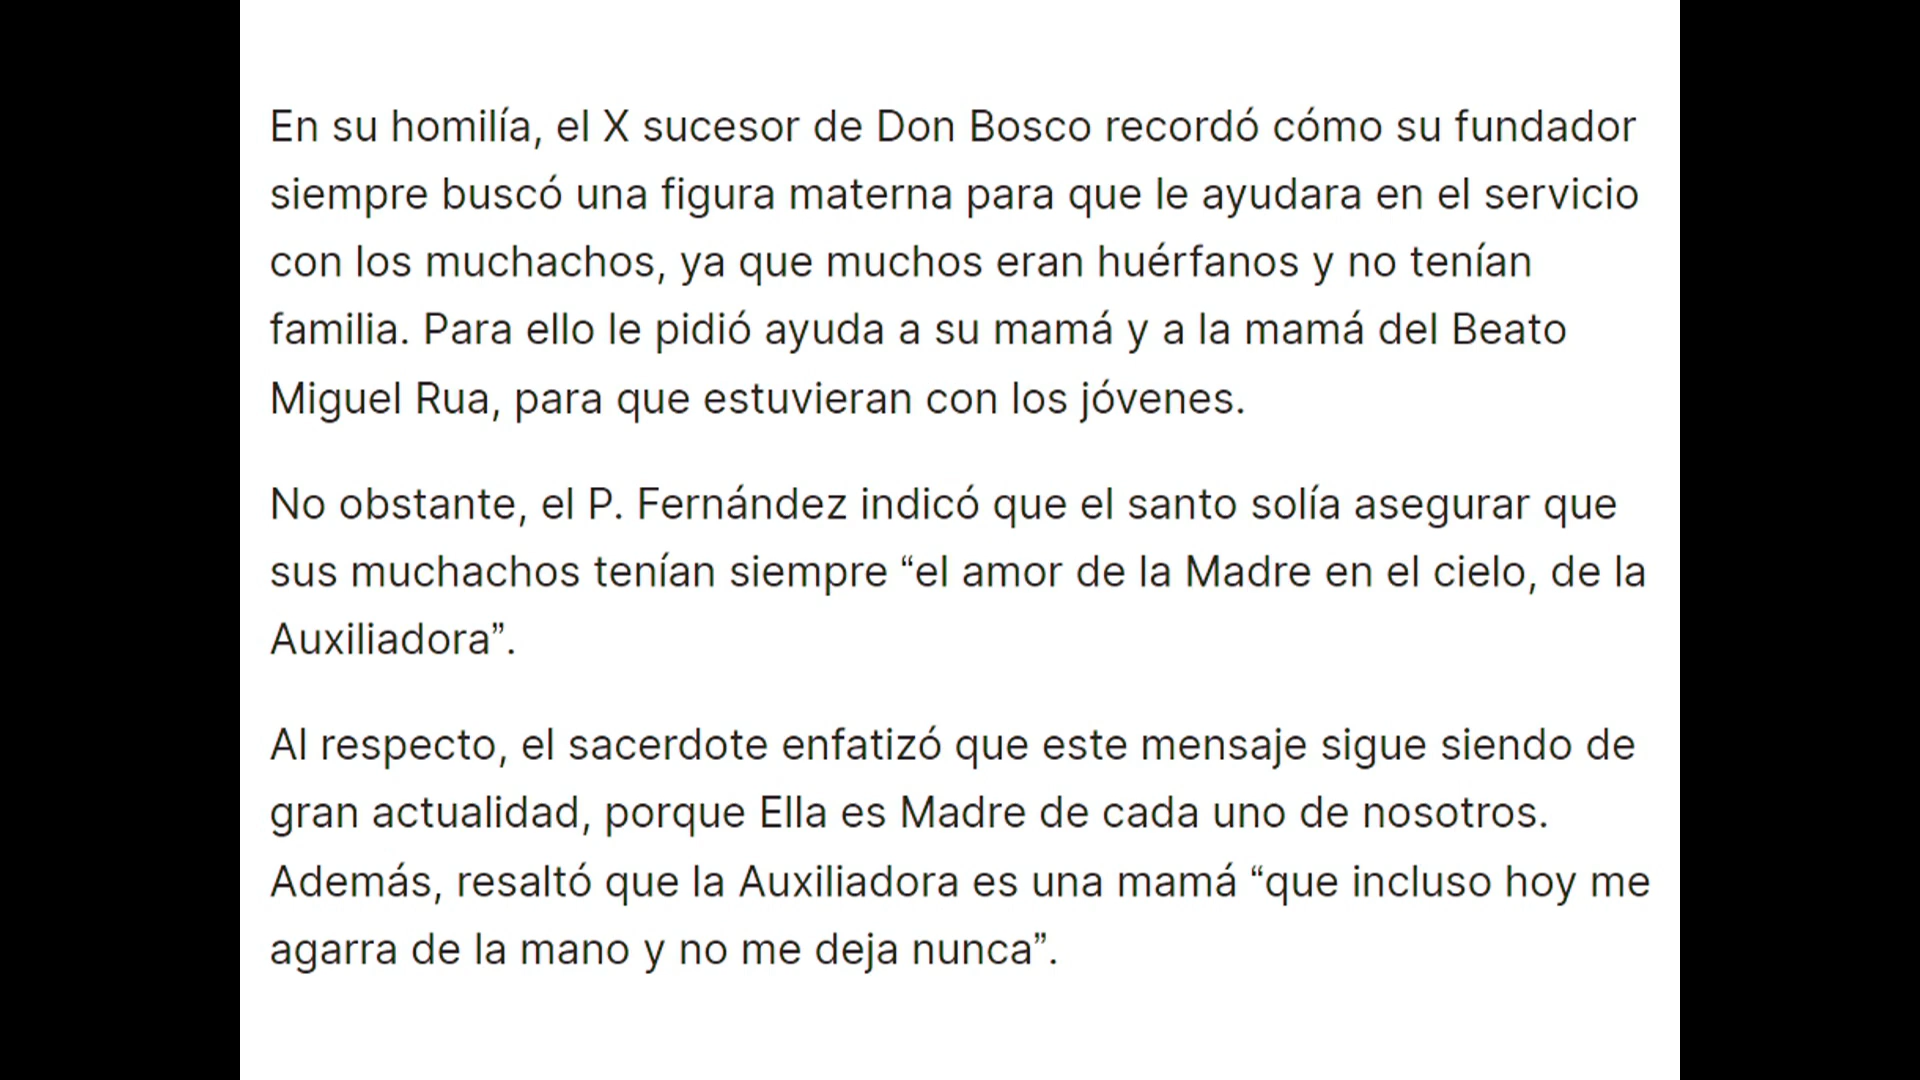 En su homilía, el X sucesor de Don Bosco recordó cómo su fundador
siempre buscó una figura materna para que le ayudara en el servicio
con los muchachos, ya que muchos eran huérfanos y no tenían
familia. Para ello le pidió ayuda a su mamá y a la mamá del Beato
Miguel Rua, para que estuvieran con los jóvenes.
No obstante, el P. Fernández indicó que el santo solía asegurar que
sus muchachos tenían siempre “el amor de la Madre en el cielo, de la
Auxiliadora”.
Al respecto, el sacerdote enfatizó que este mensaje sigue siendo de
gran actualidad, porque Ella es Madre de cada uno de nosotros.
Además, resaltó que la Auxiliadora es una mamá “que incluso hoy me
agarra de la mano y no me deja nunca”.